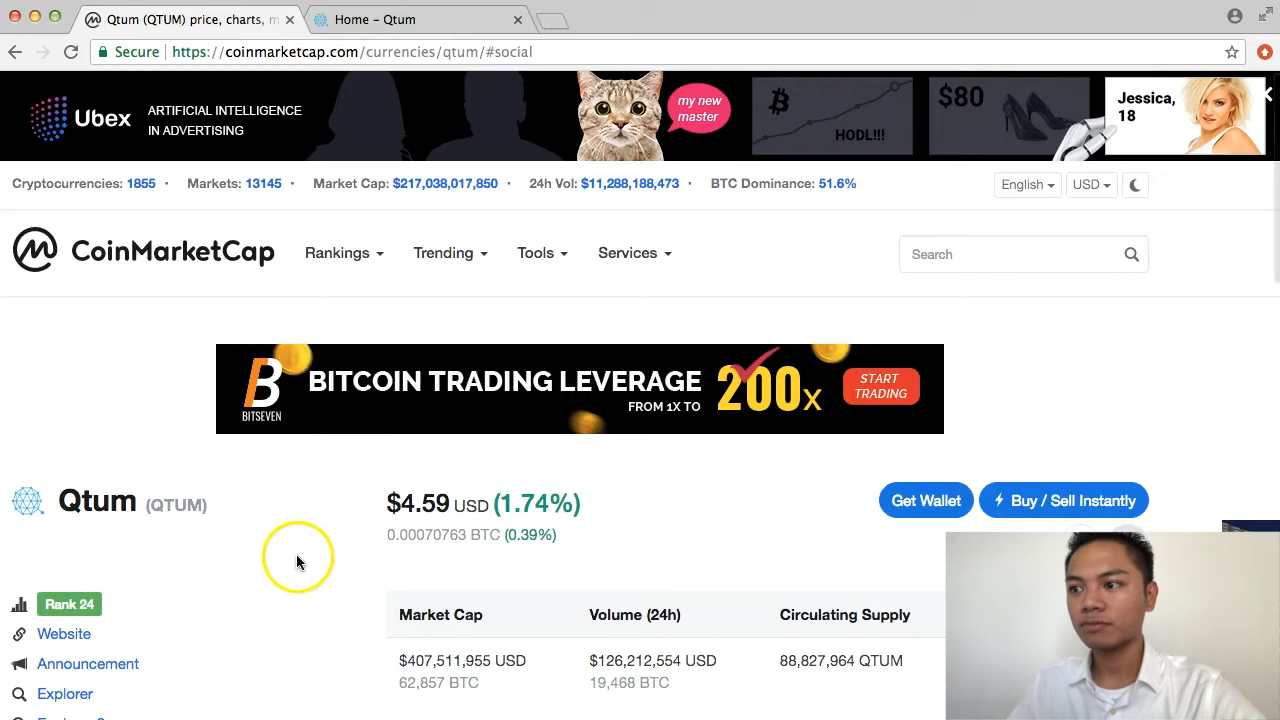 Qtum (QTUM) price, charts, m
Home – Qtum
Secure https://coinmarketcap.com/currencies/qtum/#social
Ubex
ARTIFICIAL INTELLIGENCE
IN ADVERTISING
my new
master
HODL!!!
$80
Jessica,
18
Cryptocurrencies: 1855 • Markets: 13145 • Market Cap: $217,038,017,850 • 24h Vol: $11,288,188,473 • BTC Dominance: 51.6%
English
USD
CoinMarketCap
Rankings
Trending
Tools
Services
Search
BITSEVEN
BITCOIN TRADING LEVERAGE
FROM 1X TO
200x
START
TRADING
Qtum (QTUM)
$4.59 USD (1.74%)
0.00070763 BTC (0.39%)
Get Wallet
Buy / Sell Instantly
Rank 24
Website
Announcement
Explorer
Market Cap
Volume (24h)
Circulating Supply
$407,511,955 USD
$126,212,554 USD
88,827,964 QTUM
62,857 BTC
19,468 BTC